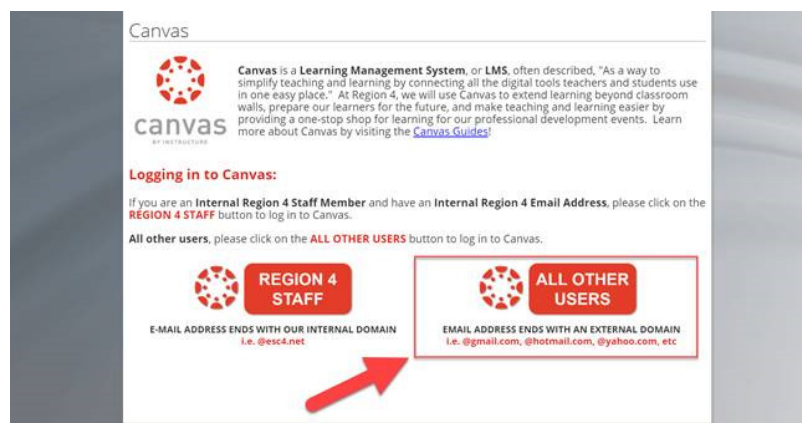 Canvas
Canvas is a Learning Management System, or LMS, often described, "As a way to
simplify teaching and learning by connecting all the digital tools teachers and students use
in one easy place."  At Region 4, we will use Canvas to extend learning beyond classroom
walls, prepare our learners for the future, and make teaching and learning easier by
providing a one-stop shop for learning for our professional development events.  Learn
more about Canvas by visiting the Canvas Guides!
canvas
BY INSTRUCTURE
Logging in to Canvas:
If you are an Internal Region 4 Staff Member and have an Internal Region 4 Email Address, please click on the
REGION 4 STAFF button to log in to Canvas.
All other users, please click on the ALL OTHER USERS button to log in to Canvas.
REGION 4
STAFF
E-MAIL ADDRESS ENDS WITH OUR INTERNAL DOMAIN
i.e. @esc4.net
ALL OTHER
USERS
EMAIL ADDRESS ENDS WITH AN EXTERNAL DOMAIN
i.e. @gmail.com, @hotmail.com, @yahoo.com, etc